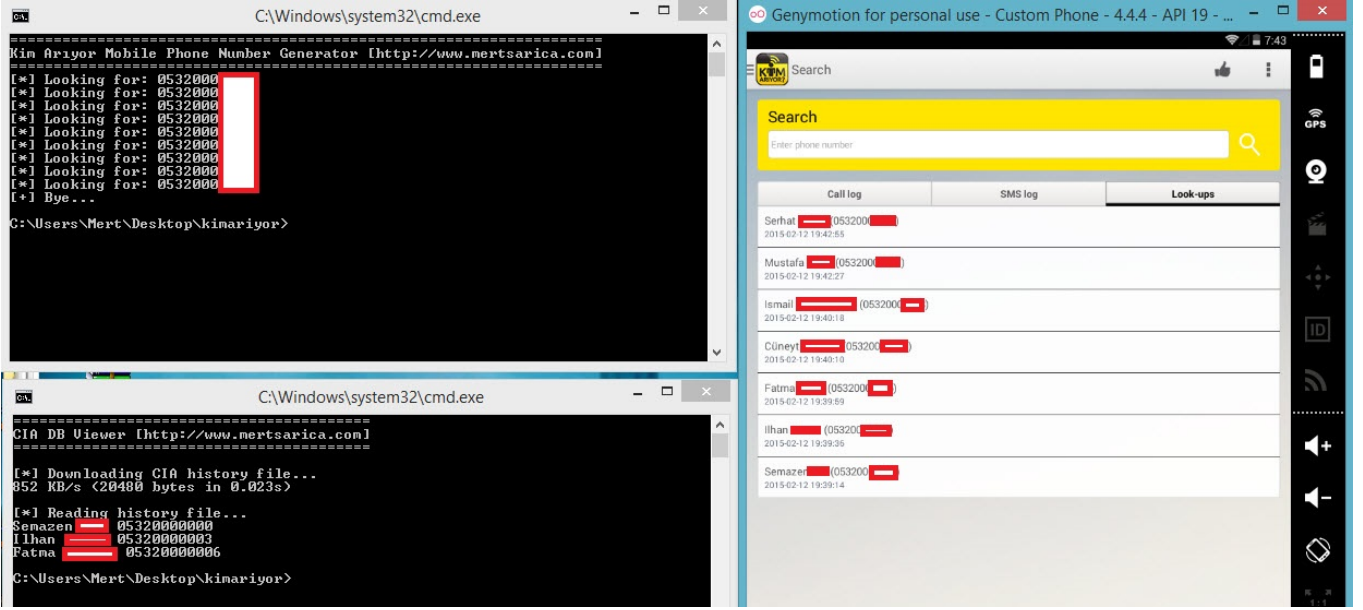 C:\Windows\system32\cmd.exe
======================================================================
Kim Arıyor Mobile Phone Number Generator [http://www.mertsarica.com]
======================================================================
[*] Looking for: 0532000
[*] Looking for: 0532000
[*] Looking for: 0532000
[*] Looking for: 0532000
[*] Looking for: 0532000
[*] Looking for: 0532000
[*] Looking for: 0532000
[*] Looking for: 0532000
[*] Looking for: 0532000
[+] Bye...
C:\Users\Mert\Desktop\kimariyor>
C:\Windows\system32\cmd.exe
==========================================
CIA DB Viewer [http://www.mertsarica.com]
==========================================
[*] Downloading CIA history file...
852 KB/s (20480 bytes in 0.023s)
[*] Reading history file...
Semazen 05320000000
Ilhan 05320000003
Fatma 05320000006
C:\Users\Mert\Desktop\kimariyor>
Genymotion for personal use - Custom Phone - 4.4.4 - API 19 - ...
7:43
KİM ARIYOR? Search
Search
Enter phone number
Call log SMS log Look-ups
Serhat (0532000 )
2015-02-12 19:42:55
Mustafa (053200 )
2015-02-12 19:42:27
Ismail (053200 )
2015-02-12 19:40:18
Cüneyt 053200 )
2015-02-12 19:40:10
Fatma (053200 )
2015-02-12 19:39:59
Ilhan (05320 )
2015-02-12 19:39:36
Semazen (053200 )
2015-02-12 19:39:14
GPS
ID
1:1